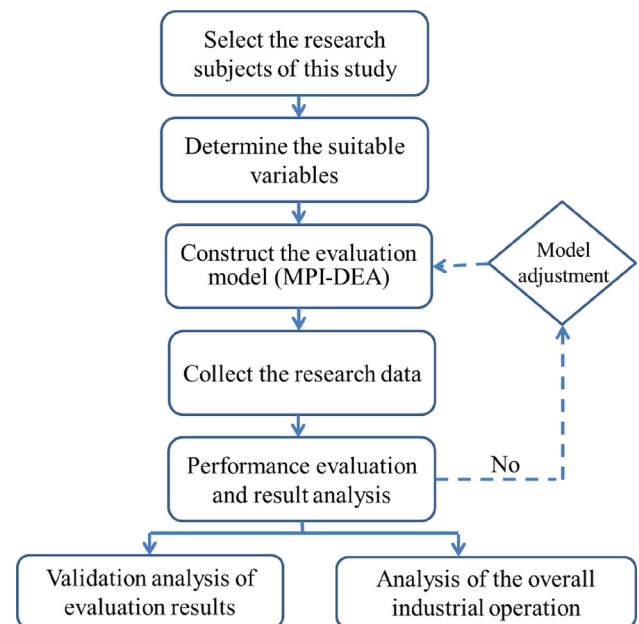 Select the research
subjects of this study
Determine the suitable
variables
Construct the evaluation
model (MPI-DEA)
Model
adjustment
Collect the research data
Performance evaluation
and result analysis
No
Validation analysis of
evaluation results
Analysis of the overall
industrial operation